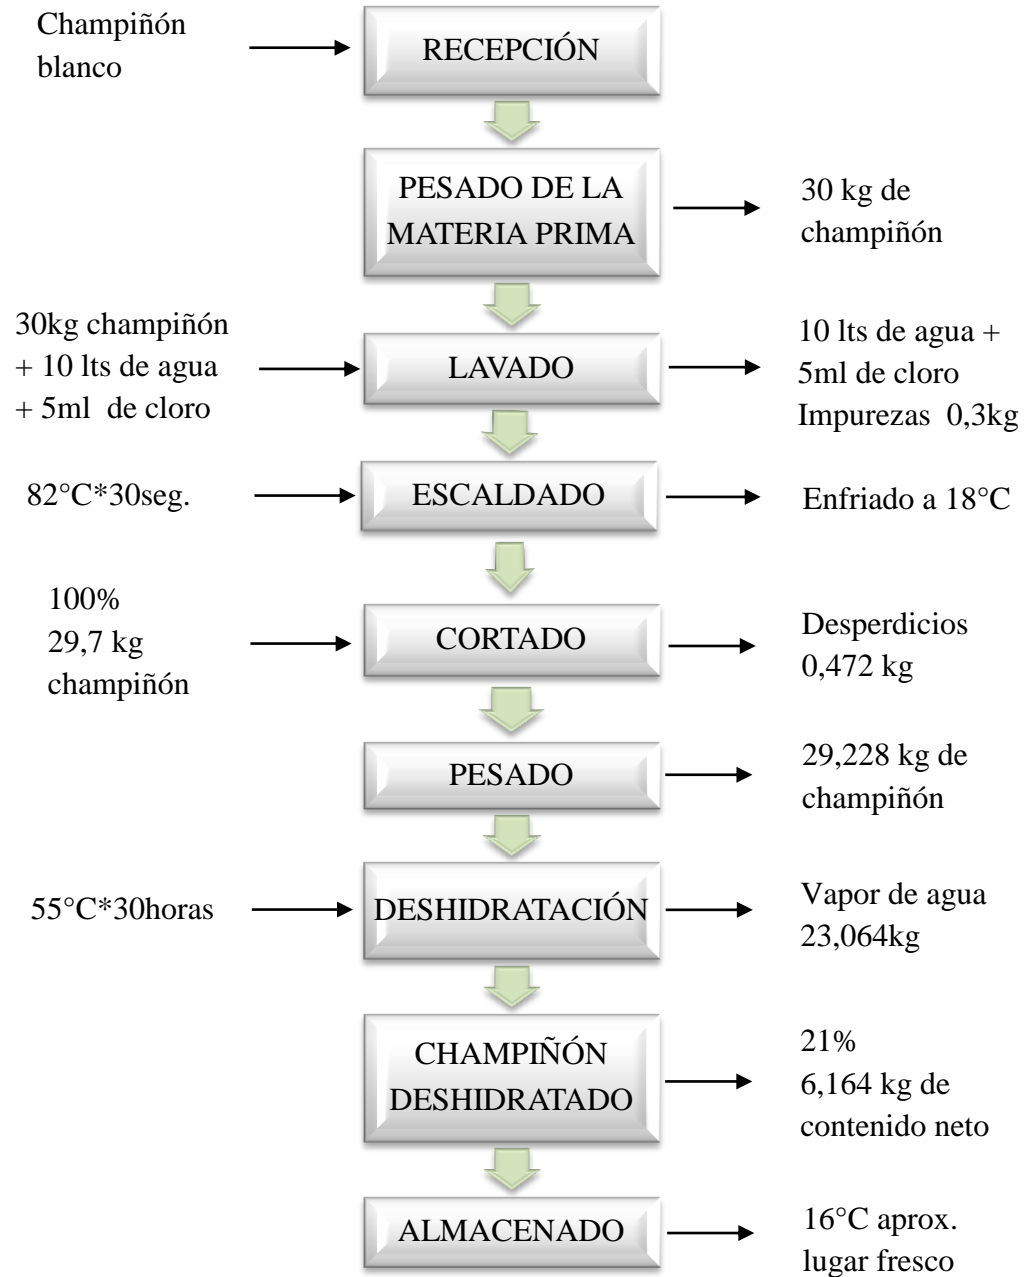 Champiñón
blanco
RECEPCIÓN
PESADO DE LA
MATERIA PRIMA
30 kg de
champiñón
30kg champiñón
+ 10 lts de agua
+ 5ml  de cloro
LAVADO
10 lts de agua +
5ml de cloro
Impurezas  0,3kg
82°C*30seg.
ESCALDADO
Enfriado a 18°C
100%
29,7 kg
champiñón
CORTADO
Desperdicios
0,472 kg
PESADO
29,228 kg de
champiñón
55°C*30horas
DESHIDRATACIÓN
Vapor de agua
23,064kg
CHAMPIÑÓN
DESHIDRATADO
21%
6,164 kg de
contenido neto
ALMACENADO
16°C aprox.
lugar fresco